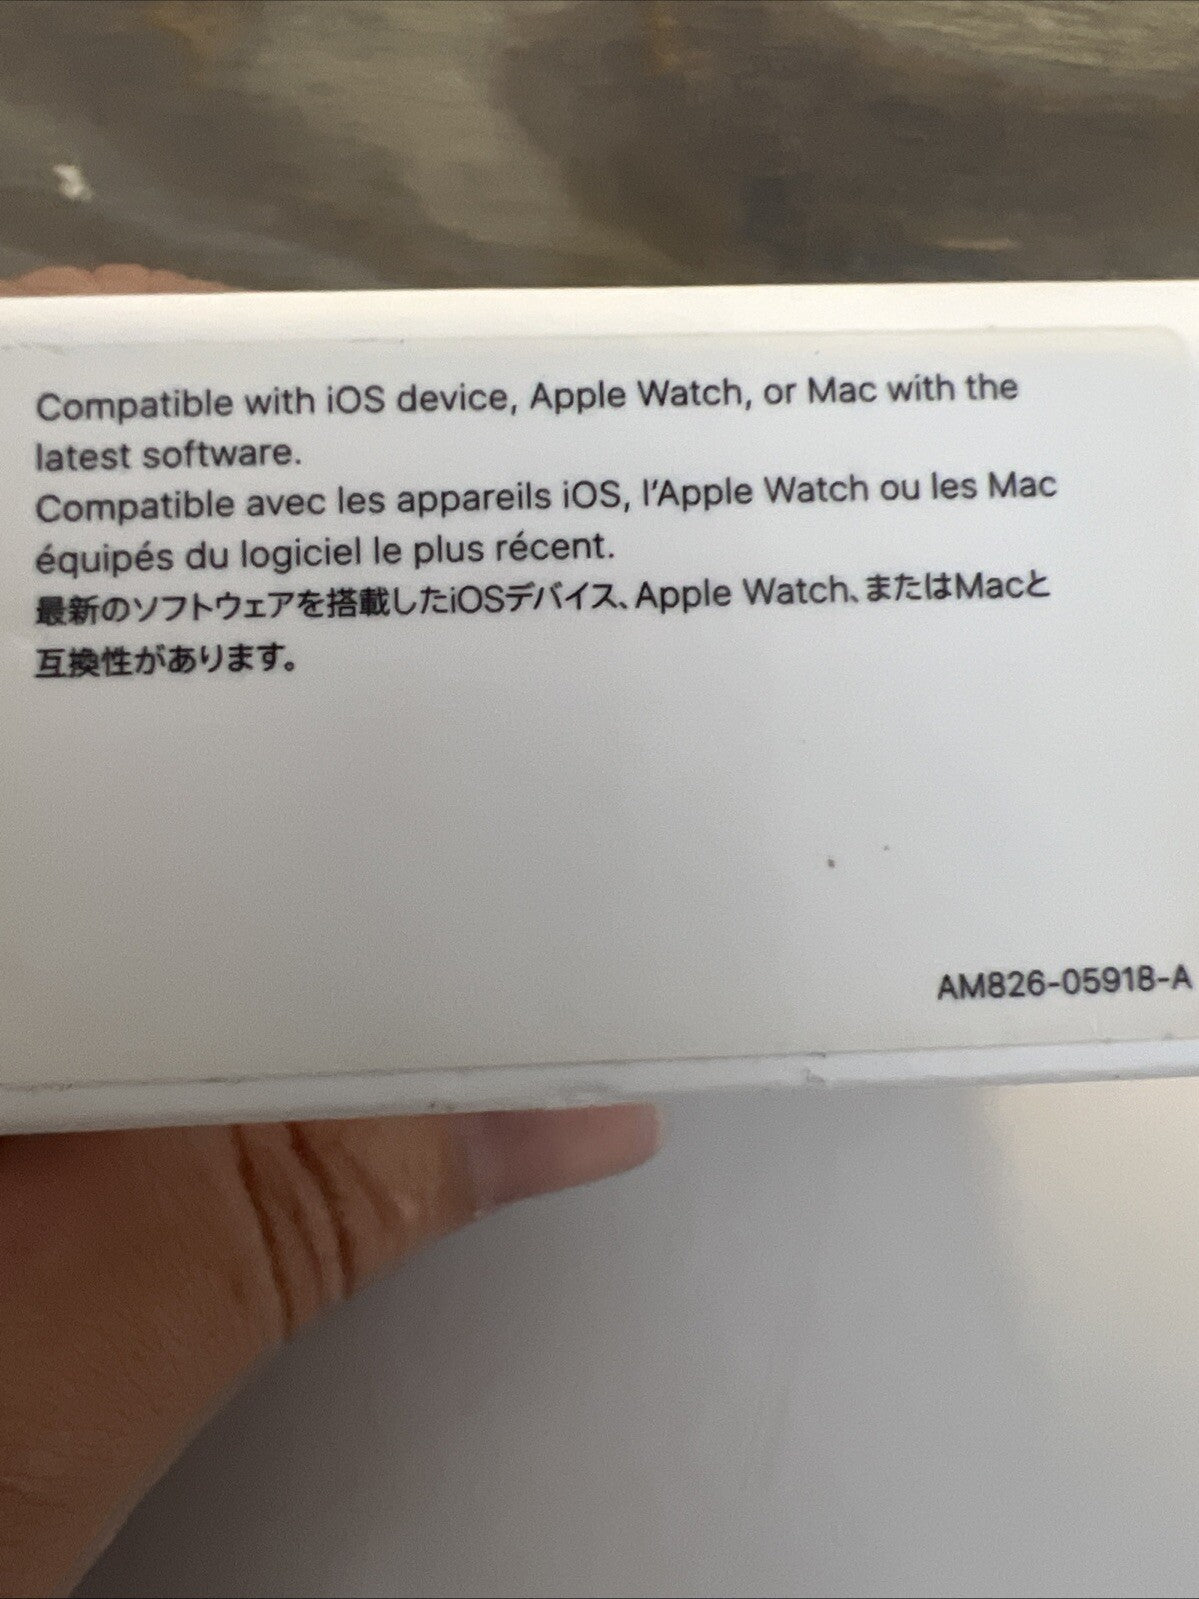 Compatible with iOS device, Apple Watch, or Mac with the
latest software.
Compatible avec les appareils iOS, l’Apple Watch ou les Mac
équipés du logiciel le plus récent.
最新のソフトウェアを搭載したiOSデバイス、Apple Watch、またはMacと
互換性があります。
AM826-05918-A